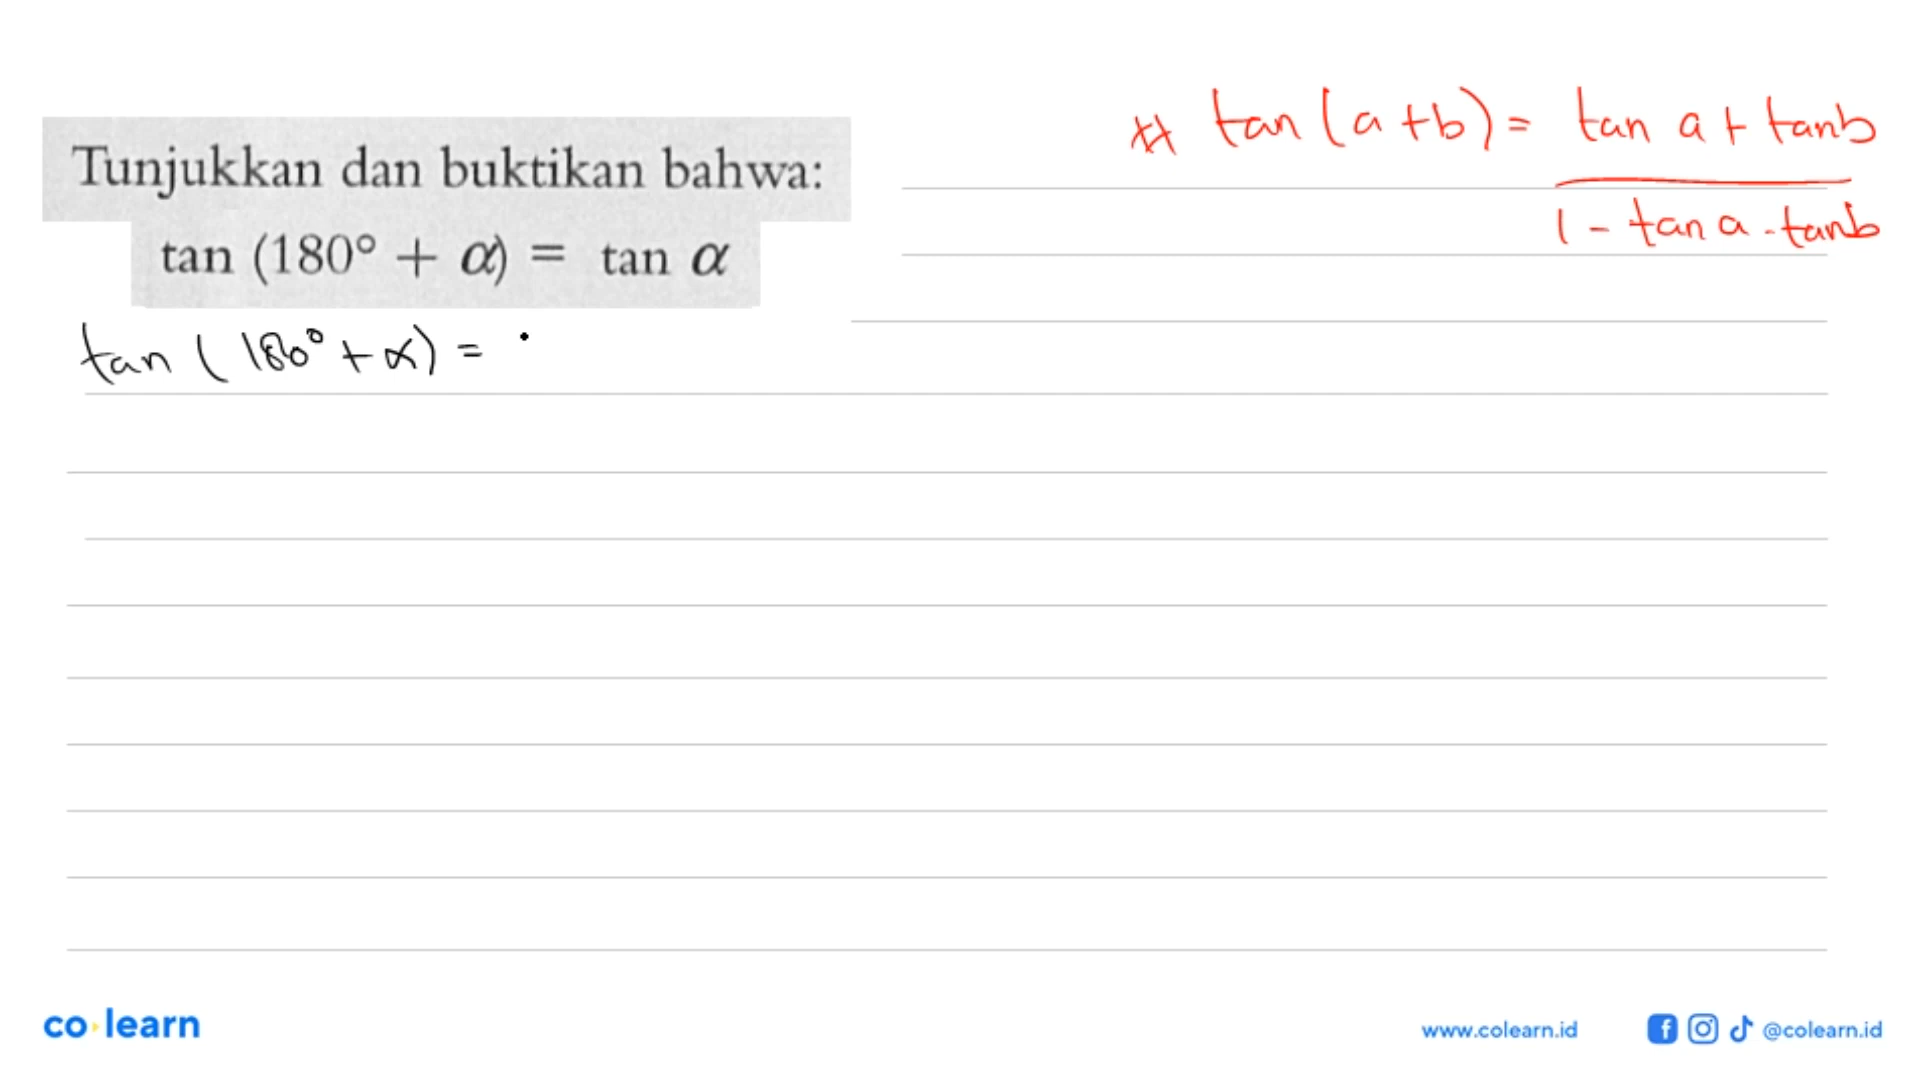 Tunjukkan dan buktikan bahwa:
tan (180° + α) = tan α
# tan (a+b) = tan a + tan b
1 - tan a . tan b
tan (180° + α) =
co learn
www.colearn.id
@colearn.id